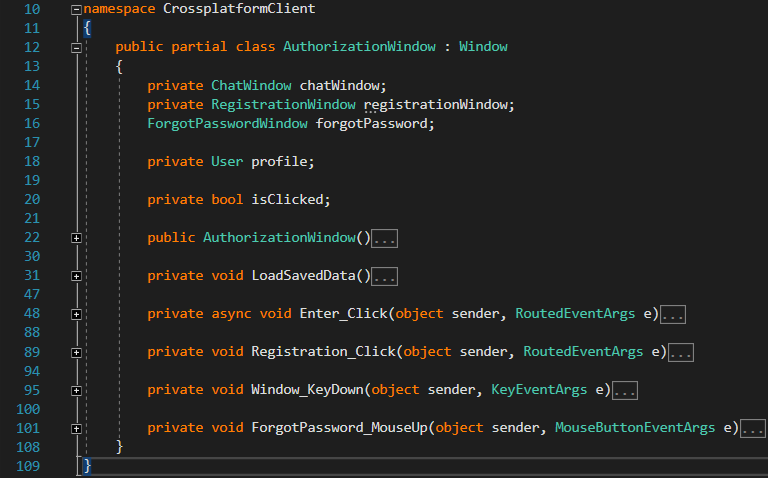 10 namespace CrossplatformClient
11 {
12 public partial class AuthorizationWindow : Window
13 {
14 private ChatWindow chatWindow;
15 private RegistrationWindow registrationWindow;
16 ForgotPasswordWindow forgotPassword;
17
18 private User profile;
19
20 private bool isClicked;
21
22 public AuthorizationWindow()...
30
31 private void LoadSavedData()...
47
48 private async void Enter_Click(object sender, RoutedEventArgs e)...
88
89 private void Registration_Click(object sender, RoutedEventArgs e)...
94
95 private void Window_KeyDown(object sender, KeyEventArgs e)...
100
101 private void ForgotPassword_MouseUp(object sender, MouseButtonEventArgs e)...
108 }
109 }